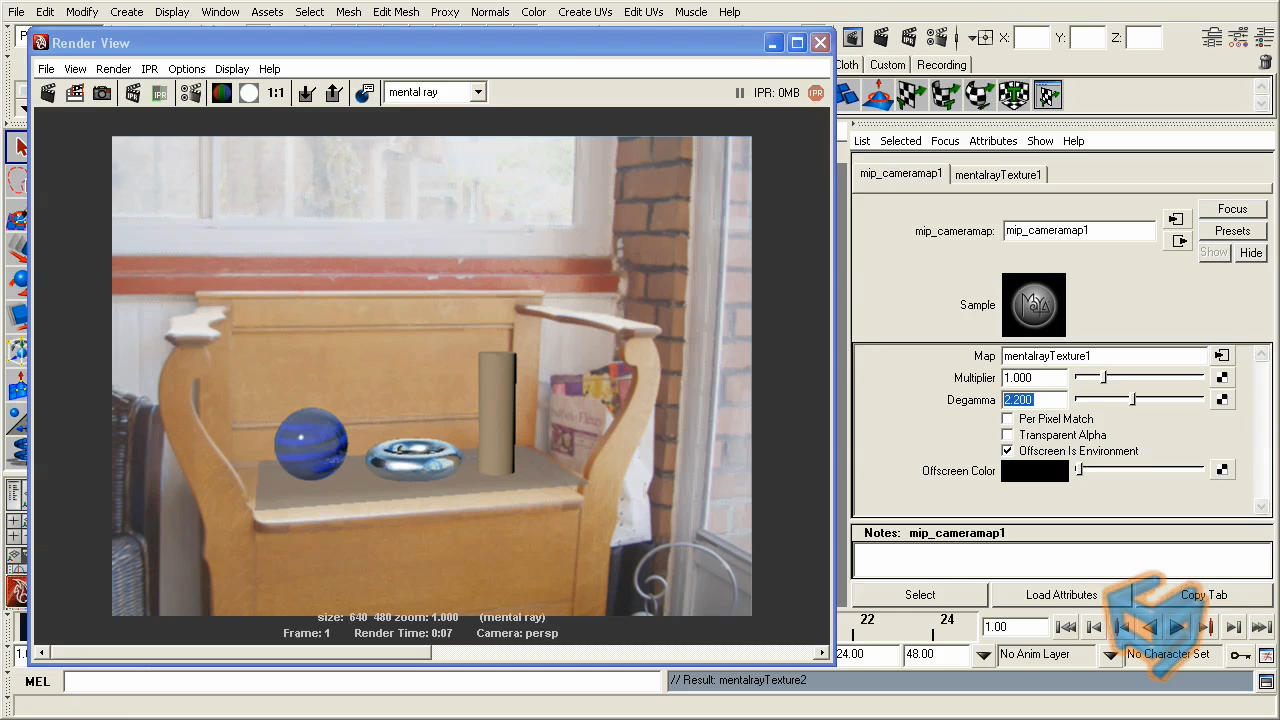 File Edit Modify Create Display Window Assets Select Mesh Edit Mesh Proxy Normals Color Create UVs Edit UVs Muscle Help
Render View
X: Y: Z:
File View Render IPR Options Display Help
Cloth Custom Recording
1:1 mental ray IPR: 0MB IPR
List Selected Focus Attributes Show Help
mip_cameramap1 mentalrayTexture1
Focus
mip_cameramap: mip_cameramap1 Presets
Show Hide
Sample
Map mentalrayTexture1
Multiplier 1.000
Degamma 2.200
Per Pixel Match
Transparent Alpha
Offscreen Is Environment
Offscreen Color
Notes: mip_cameramap1
Select Load Attributes Copy Tab
size: 640 480 zoom: 1.000 (mental ray)
Frame: 1 Render Time: 0:07 Camera: persp
22 24 1.00
24.00 48.00 No Anim Layer No Character Set
MEL // Result: mentalrayTexture2